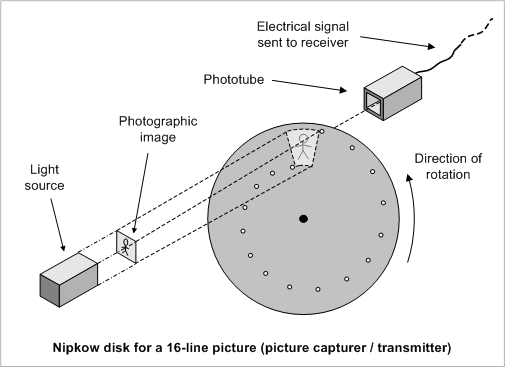 Electrical signal
sent to receiver
Phototube
Photographic
image
Light
source
Direction of
rotation
Nipkow disk for a 16-line picture (picture capturer / transmitter)